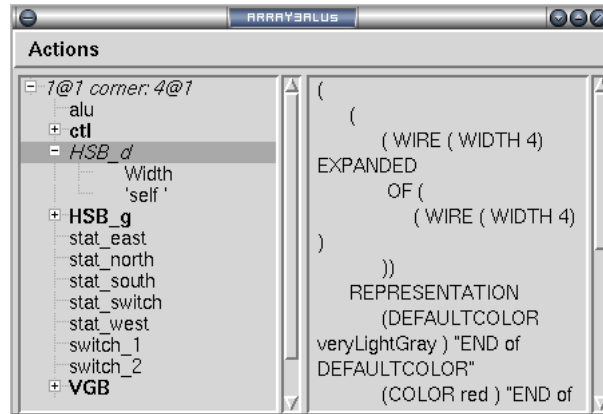 ARRAY3ALUs
Actions
1@1 corner: 4@1
alu
ctl
HSB_d
Width
'self '
HSB_g
stat_east
stat_north
stat_south
stat_switch
stat_west
switch_1
switch_2
VGB
(
(
( WIRE ( WIDTH 4)
EXPANDED
OF (
( WIRE ( WIDTH 4)
)
))
REPRESENTATION
(DEFAULTCOLOR
veryLightGray ) "END of
DEFAULTCOLOR"
(COLOR red ) "END of